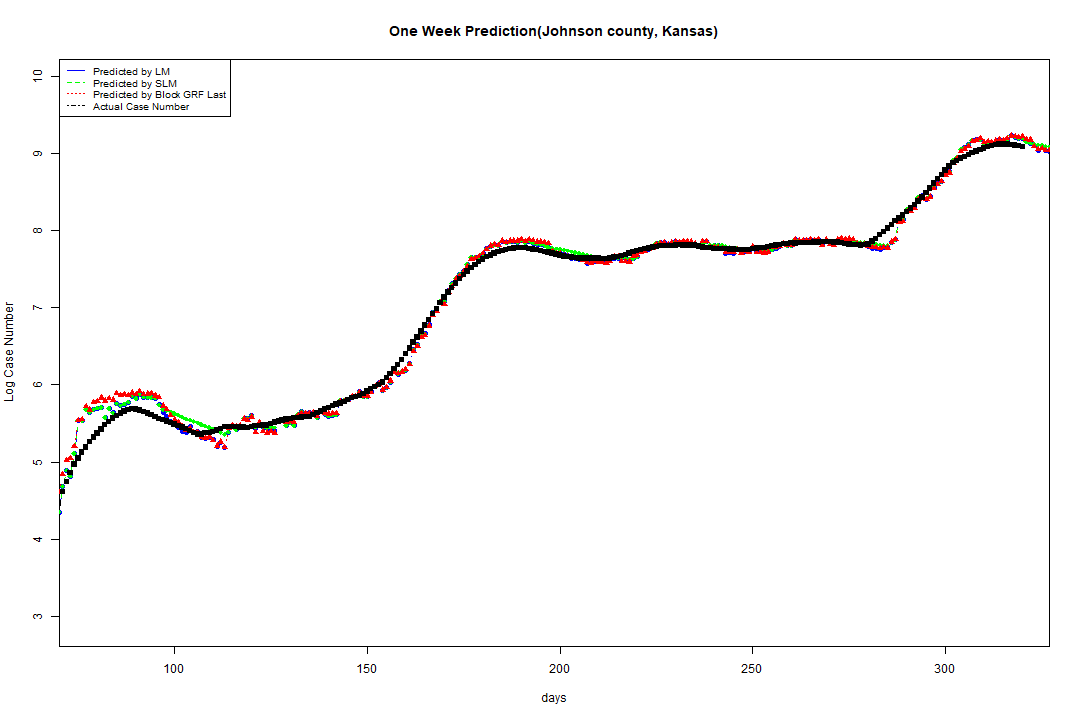 One Week Prediction(Johnson county, Kansas)
Predicted by LM
Predicted by SLM
Predicted by Block GRF Last
Actual Case Number
10
9
8
7
6
5
4
3
Log Case Number
100 150 200 250 300
days